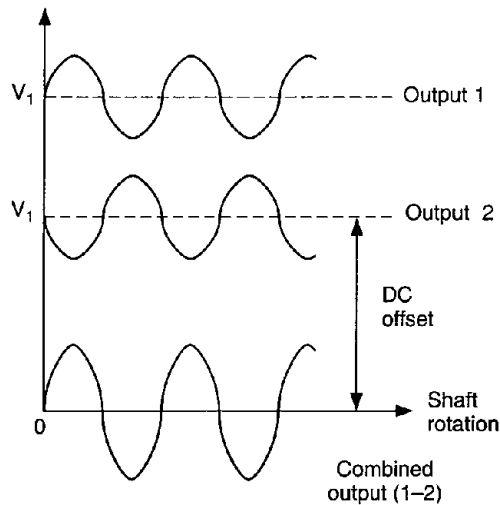 V1
Output 1
V1
Output 2
DC
offset
Shaft
rotation
0
Combined
output (1–2)